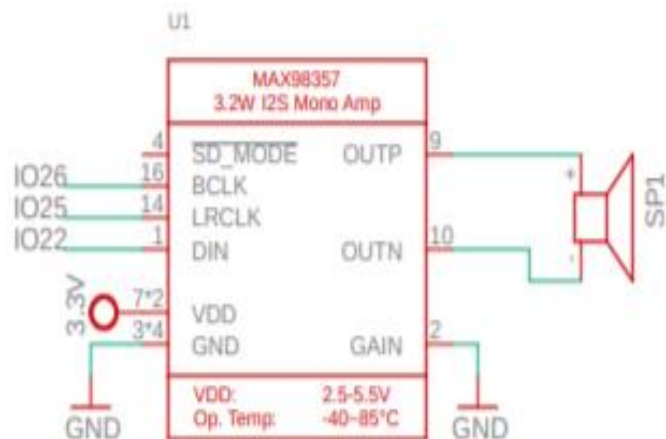 U1
MAX98357
3.2W I2S Mono Amp
4 SD_MODE OUTP 9
IO26 16 BCLK
IO25 14 LRCLK
IO22 1 DIN OUTN 10
+
-
SP1
3.3V 7*2 VDD
3*4 GND GAIN 2
GND
GND
VDD: 2.5-5.5V
Op. Temp: -40~85°C